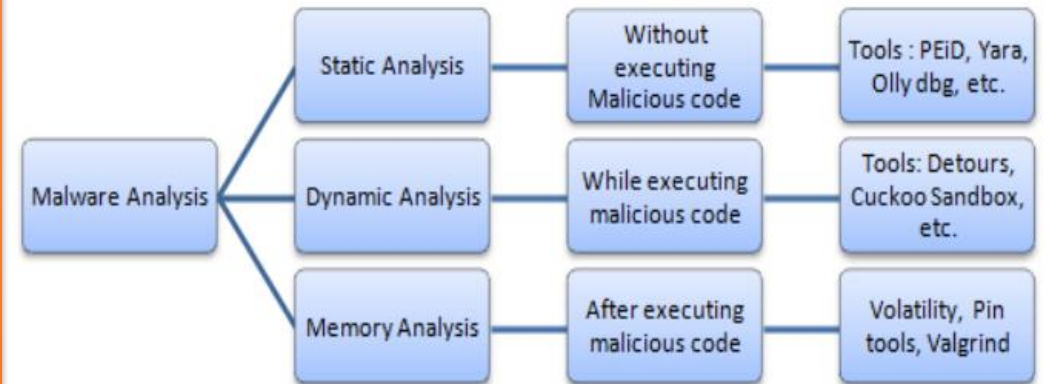 Static Analysis
Without
executing
Malicious code
Tools : PEiD, Yara,
Olly dbg, etc.
Malware Analysis
Dynamic Analysis
While executing
malicious code
Tools: Detours,
Cuckoo Sandbox,
etc.
Memory Analysis
After executing
malicious code
Volatility, Pin
tools, Valgrind